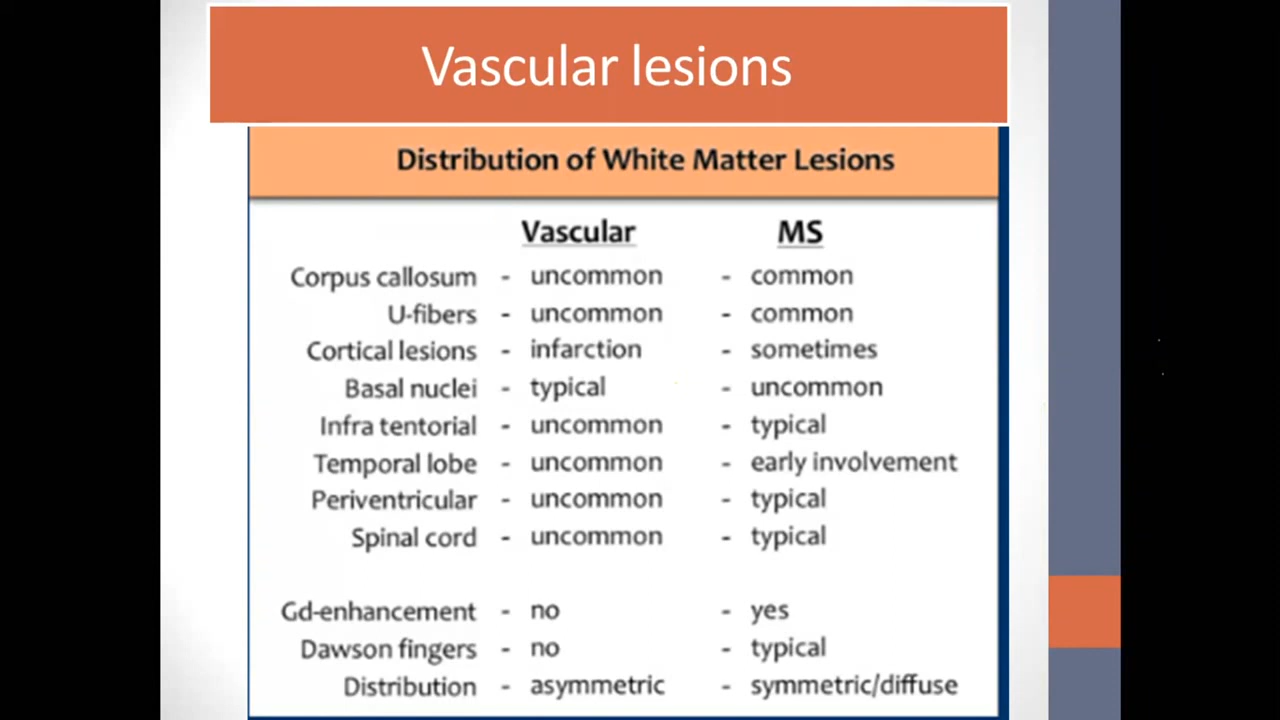 Vascular lesions
Distribution of White Matter Lesions
Vascular MS
Corpus callosum - uncommon - common
U-fibers - uncommon - common
Cortical lesions - infarction - sometimes
Basal nuclei - typical - uncommon
Infra tentorial - uncommon - typical
Temporal lobe - uncommon - early involvement
Periventricular - uncommon - typical
Spinal cord - uncommon - typical
Gd-enhancement - no - yes
Dawson fingers - no - typical
Distribution - asymmetric - symmetric/diffuse